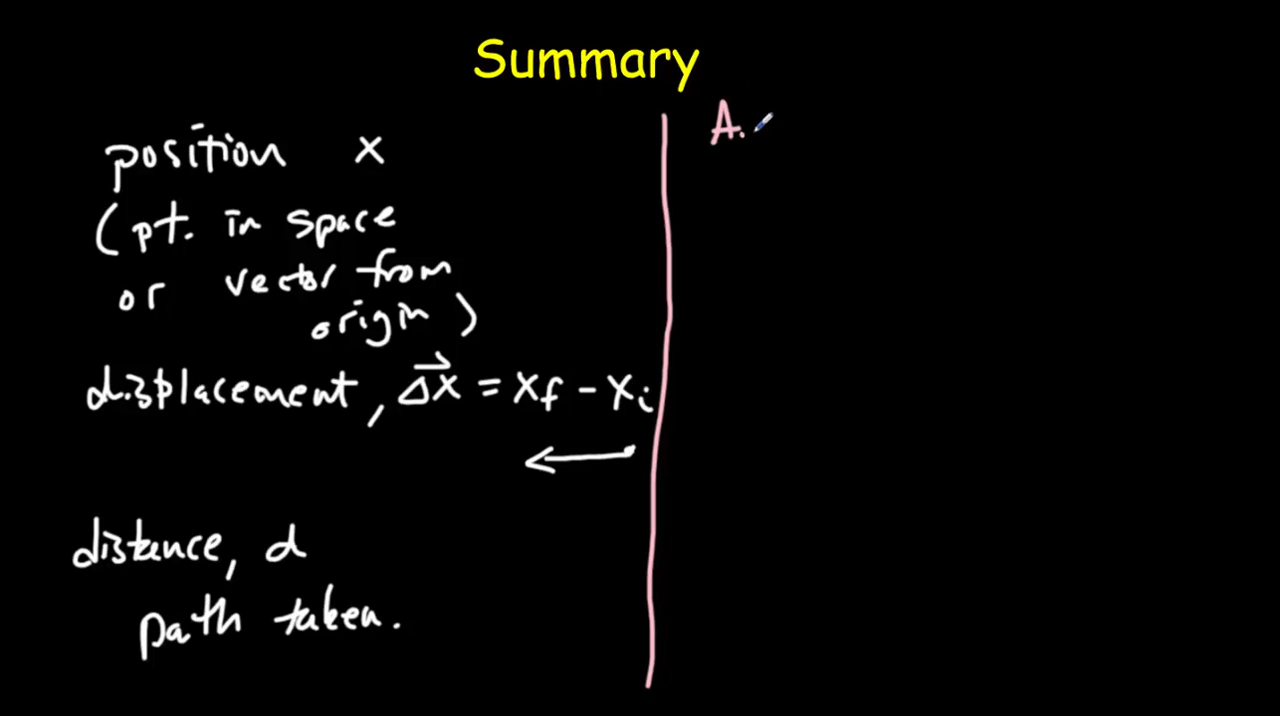 Summary
position x
(pt. in space
or vector from
origin)
displacement, Δx⃗ = xf - xi
distance, d
path taken.
A.